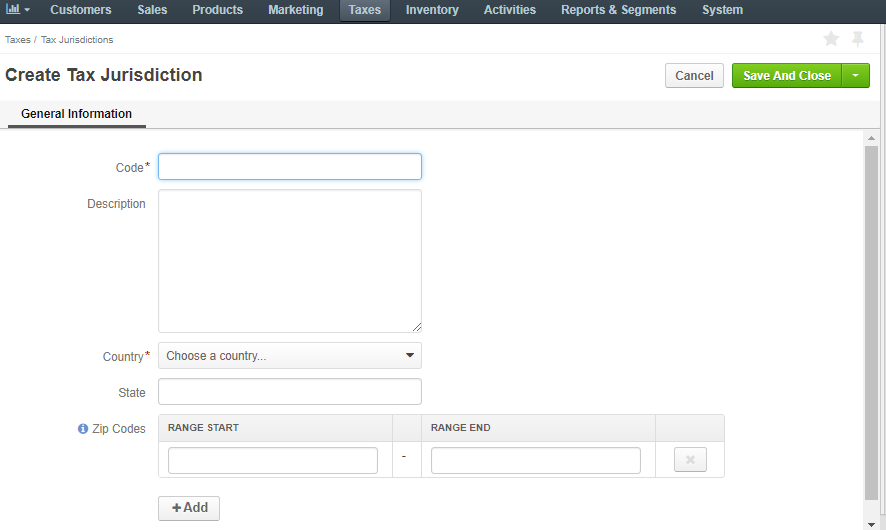 Customers Sales Products Marketing Taxes Inventory Activities Reports & Segments System
Taxes / Tax Jurisdictions
Create Tax Jurisdiction
Cancel Save And Close
General Information
Code*
Description
Country* Choose a country...
State
Zip Codes RANGE START RANGE END
-
+Add